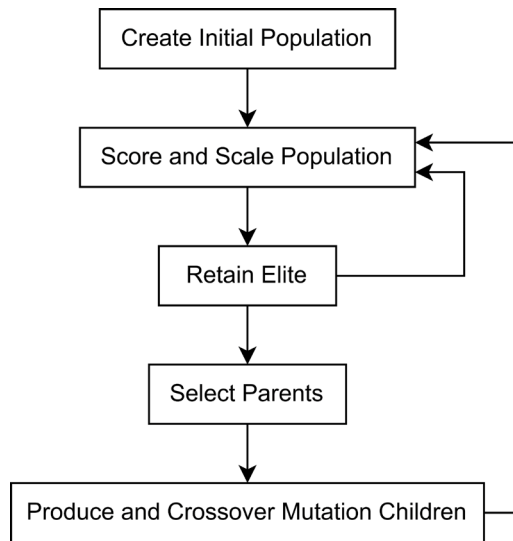 Create Initial Population
Score and Scale Population
Retain Elite
Select Parents
Produce and Crossover Mutation Children